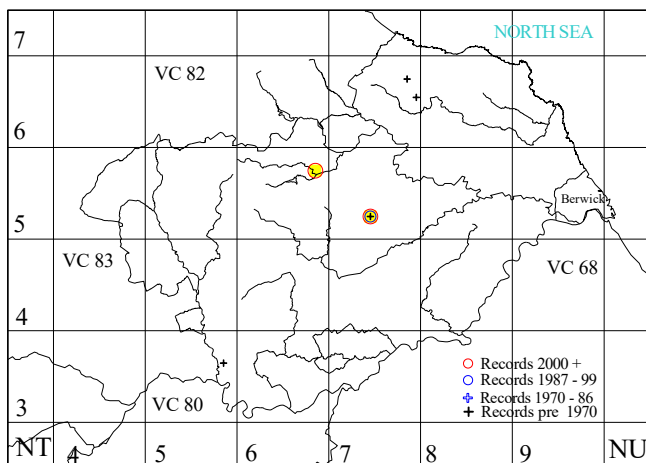 7
NORTH SEA
VC 82
6
Berwick
5
VC 83
VC 68
4
Records 2000 +
Records 1987 - 99
Records 1970 - 86
Records pre 1970
VC 80
3
NT 4 5 6 7 8 9 NU